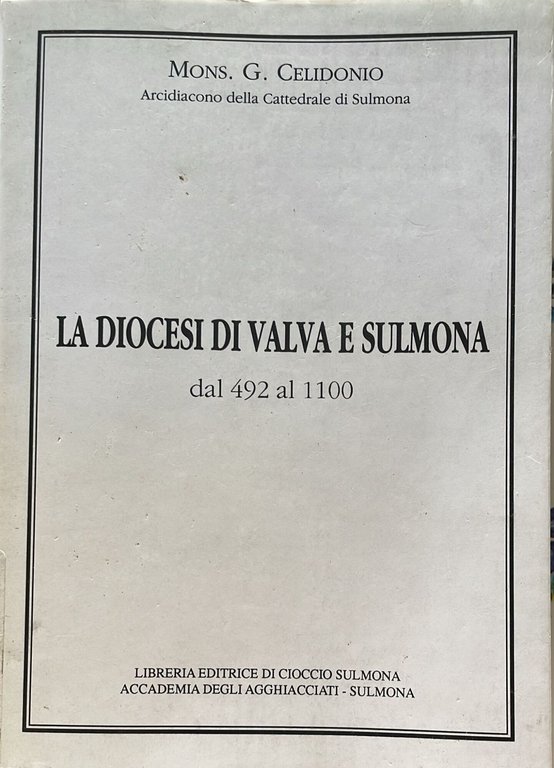 MONS. G. CELIDONIO
Arcidiacono della Cattedrale di Sulmona
LA DIOCESI DI VALVA E SULMONA
dal 492 al 1100
LIBRERIA EDITRICE DI CIOCCIO SULMONA
ACCADEMIA DEGLI AGGHIACCIATI - SULMONA